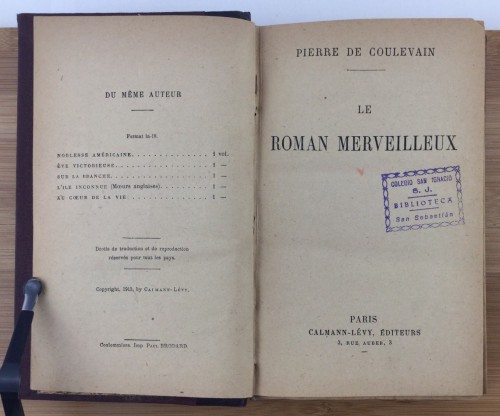 DU MÊME AUTEUR
Format in-18.
NOBLESSE AMÉRICAINE. . . . . . . . . . . . . . 1 vol.
ÈVE VICTORIEUSE. . . . . . . . . . . . . . . . 1 —
SUR LA BRANCHE. . . . . . . . . . . . . . . . 1 —
L'ILE INCONNUE (Mœurs anglaises). . . . . . . 1 —
AU CŒUR DE LA VIE. . . . . . . . . . . . . . . 1 —
Droits de traduction et de reproduction
réservés pour tous les pays.
Copyright, 1913, by CALMANN-LÉVY.
Coulommiers. Imp. PAUL BRODARD.
PIERRE DE COULEVAIN
LE
ROMAN MERVEILLEUX
COLEGIO SAN IGNACIO
S. J.
BIBLIOTECA
San Sebastián
PARIS
CALMANN-LÉVY, ÉDITEURS
3, RUE AUBER, 3